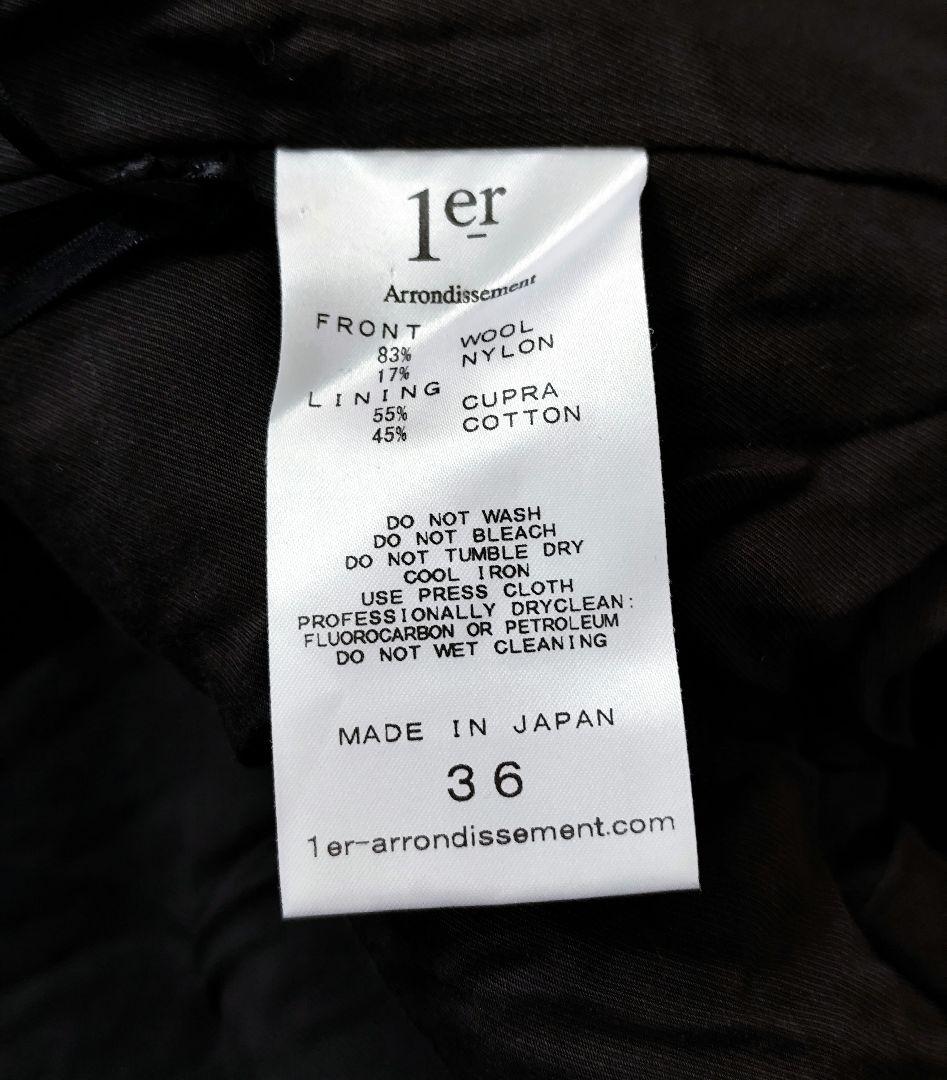 1er
Arrondissement
FRONT
83% WOOL
17% NYLON
LINING
55% CUPRA
45% COTTON
DO NOT WASH
DO NOT BLEACH
DO NOT TUMBLE DRY
COOL IRON
USE PRESS CLOTH
PROFESSIONALLY DRYCLEAN:
FLUOROCARBON OR PETROLEUM
DO NOT WET CLEANING
MADE IN JAPAN
36
1er-arrondissement.com